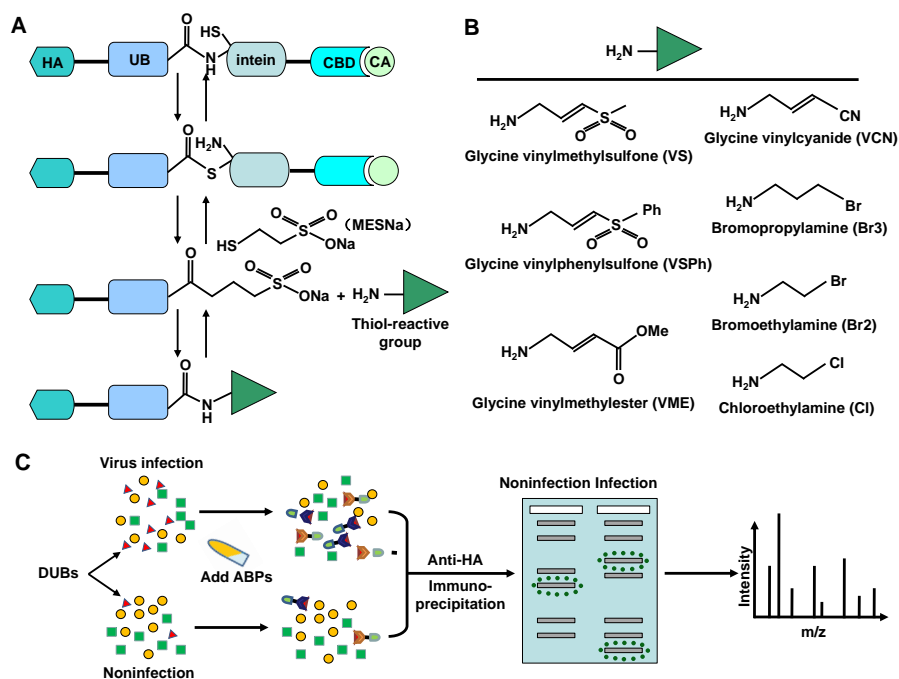 A
O
HS
HA
UB
N
H
intein
CBD
CA
O
H₂N
S
O
O
(MESNa)
S
HS
ONa
O
O
O
S
ONa
+
H₂N
Thiol-reactive
group
O
N
H
B
H₂N
H₂N
S
O
O
Glycine vinylmethylsulfone (VS)
H₂N
CN
Glycine vinylcyanide (VCN)
H₂N
Ph
S
O
O
Glycine vinylphenylsulfone (VSPh)
H₂N
Br
Bromopropylamine (Br3)
H₂N
Br
Bromoethylamine (Br2)
H₂N
OMe
O
Glycine vinylmethylester (VME)
H₂N
Cl
Chloroethylamine (Cl)
C
Virus infection
DUBs
Add ABPs
Noninfection
Anti-HA
Immuno-
precipitation
Noninfection Infection
Intensity
m/z